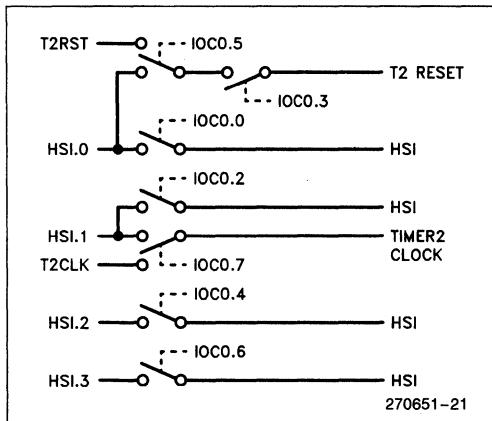 IOC0.5
T2RST
T2 RESET
IOC0.3
IOC0.0
HSI.0 HSI
IOC0.2
HSI
HSI.1 TIMER2
CLOCK
T2CLK
IOC0.7
IOC0.4
HSI.2 HSI
IOC0.6
HSI.3 HSI
270651-21